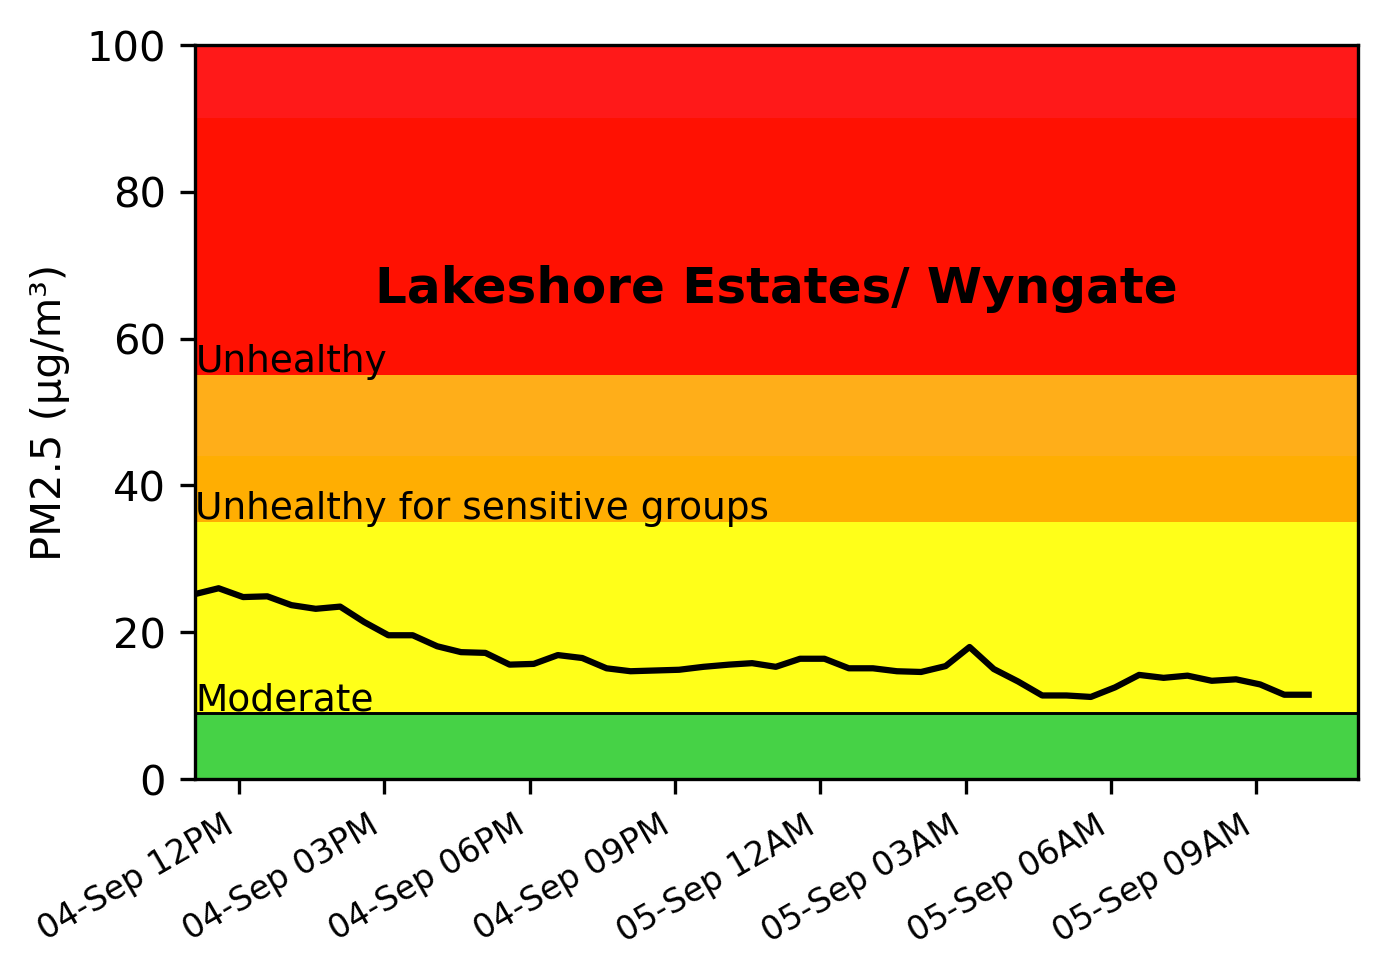 100
80
60
40
20
0
PM2.5 (µg/m³)
Lakeshore Estates/ Wyngate
Unhealthy
Unhealthy for sensitive groups
Moderate
04-Sep 12PM
04-Sep 03PM
04-Sep 06PM
04-Sep 09PM
05-Sep 12AM
05-Sep 03AM
05-Sep 06AM
05-Sep 09AM